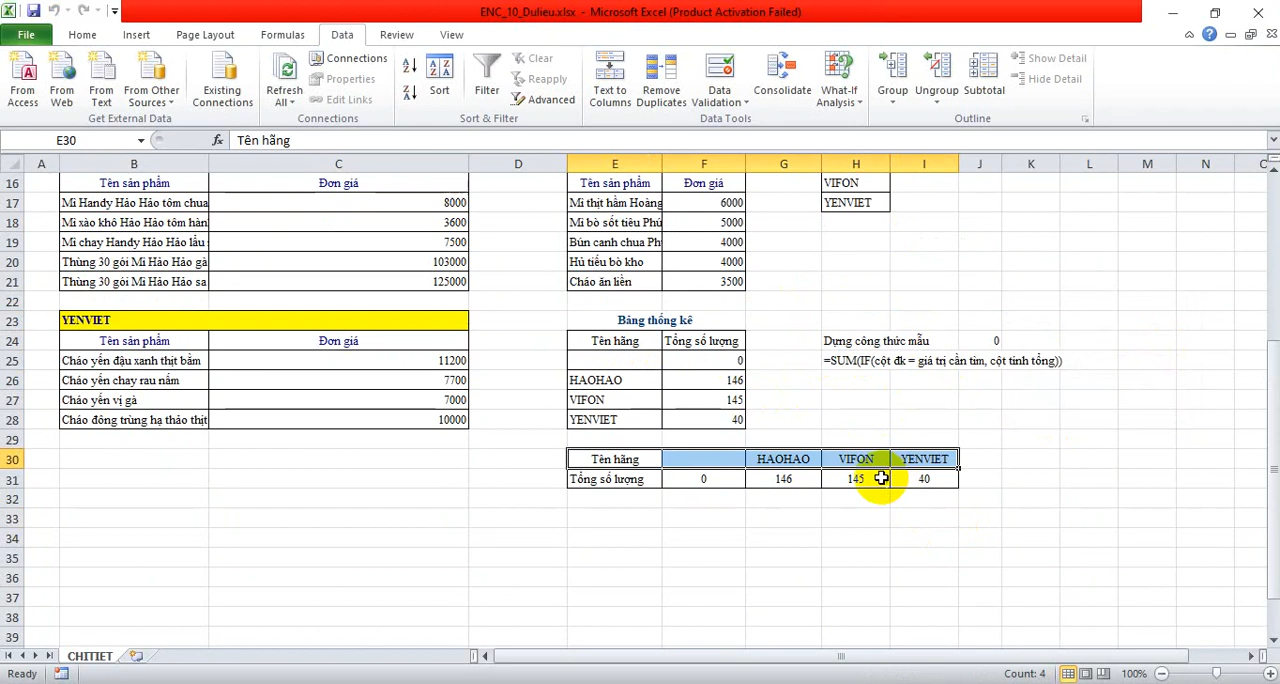 ENC_10_Dulieu.xlsx - Microsoft Excel (Product Activation Failed)
File Home Insert Page Layout Formulas Data Review View
From Access
From Web
From Text
From Other Sources
Existing Connections
Refresh All
Connections
Properties
Edit Links
Sort
Filter
Clear
Reapply
Advanced
Text to Columns
Remove Duplicates
Data Validation
Consolidate
What-If Analysis
Group
Ungroup
Subtotal
Show Detail
Hide Detail
Get External Data Connections Sort & Filter Data Tools Outline
E30 fx Tên hãng
A B C D E F G H I J K L M N
16 Tên sản phẩm Đơn giá Tên sản phẩm Đơn giá VIFON
17 Mì Handy Hảo Hảo tôm chua 8000 Mì thịt hầm Hoàng 6000 YENVIET
18 Mì xào khô Hảo Hảo tôm hàn 3600 Mì bò sốt tiêu Phú 5000
19 Mì chay Handy Hảo Hảo lẩu 7500 Bún canh chua Ph 4000
20 Thùng 30 gói Mì Hảo Hảo gà 103000 Hủ tiếu bò kho 4000
21 Thùng 30 gói Mì Hảo Hảo sa 125000 Cháo ăn liền 3500
22
23 YENVIET Bảng thống kê
24 Tên sản phẩm Đơn giá Tên hãng Tổng số lượng Dựng công thức mẫu 0
25 Cháo yến đậu xanh thịt bằm 11200 0 =SUM(IF(cột đk = giá trị cần tìm, cột tính tổng))
26 Cháo yến chay rau nấm 7700 HAOHAO 146
27 Cháo yến vị gà 7000 VIFON 145
28 Cháo đông trùng hạ thảo thịt 10000 YENVIET 40
29
30 Tên hãng HAOHAO VIFON YENVIET
31 Tổng số lượng 0 146 145 40
32
33
34
35
36
37
38
39
CHITIET
Ready Count: 4 100%